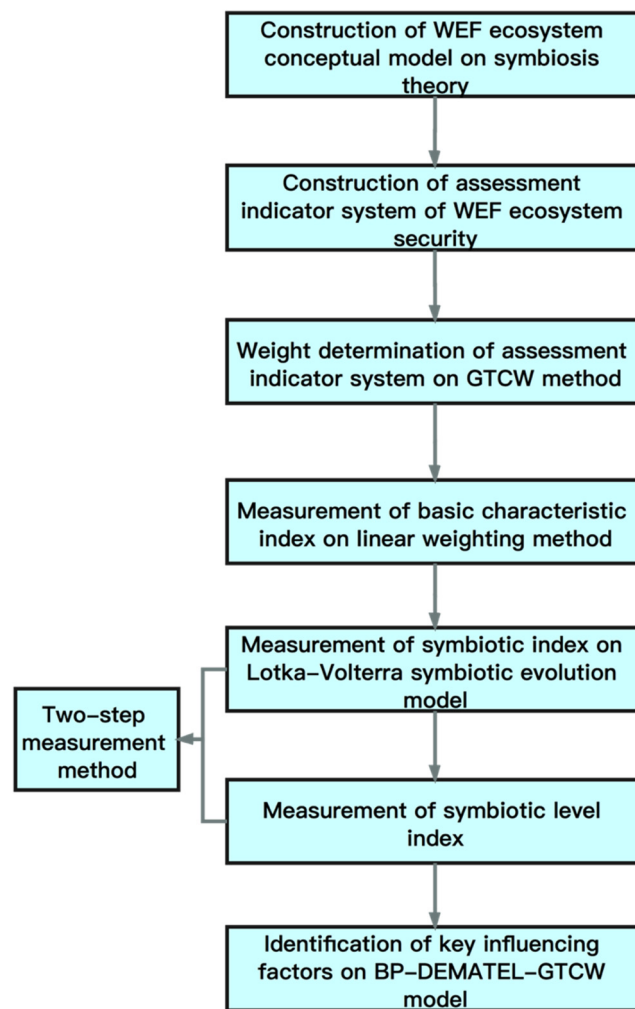 Construction of WEF ecosystem
conceptual model on symbiosis
theory
Construction of assessment
indicator system of WEF ecosystem
security
Weight determination of assessment
indicator system on GTCW method
Measurement of basic characteristic
index on linear weighting method
Measurement of symbiotic index on
Lotka–Volterra symbiotic evolution
model
Two–step
measurement
method
Measurement of symbiotic level
index
Identification of key influencing
factors on BP–DEMATEL–GTCW
model